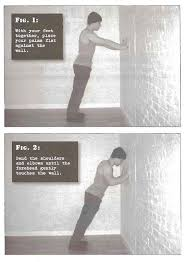 FIG. 1:
With your feet
together, place
your palms flat
against the
wall.
FIG. 2:
Bend the shoulders
and elbows until the
forehead gently
touches the wall.